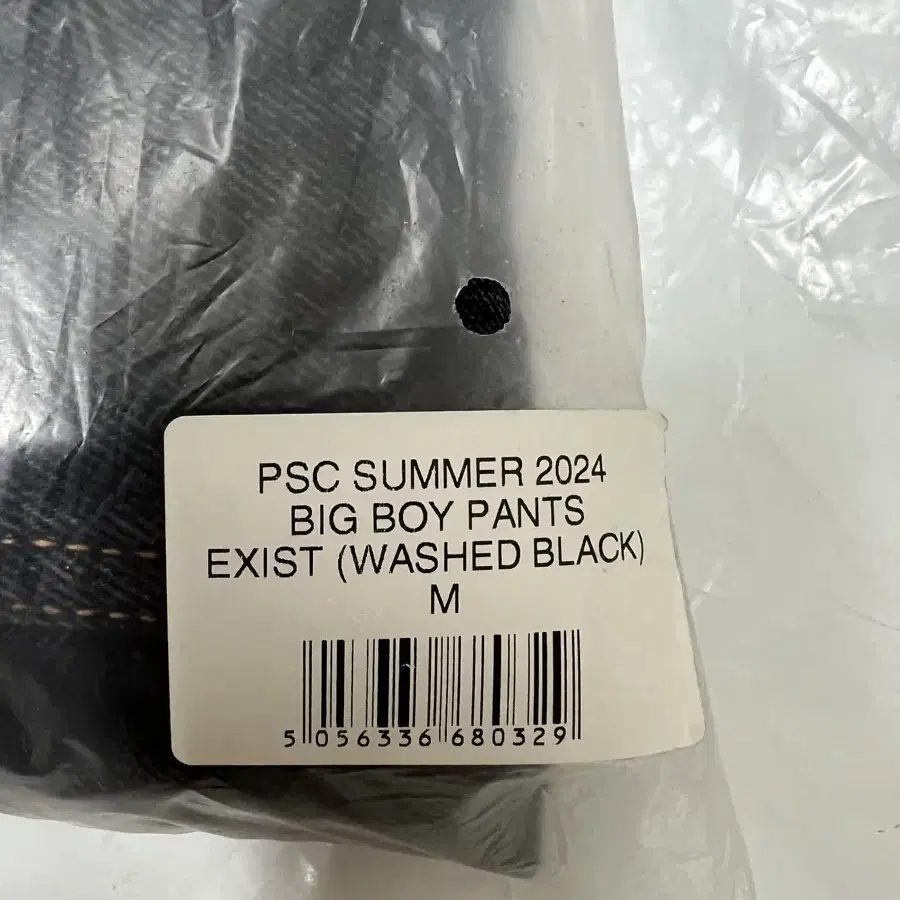 PSC SUMMER 2024
BIG BOY PANTS
EXIST (WASHED BLACK)
M
5 056336 680329